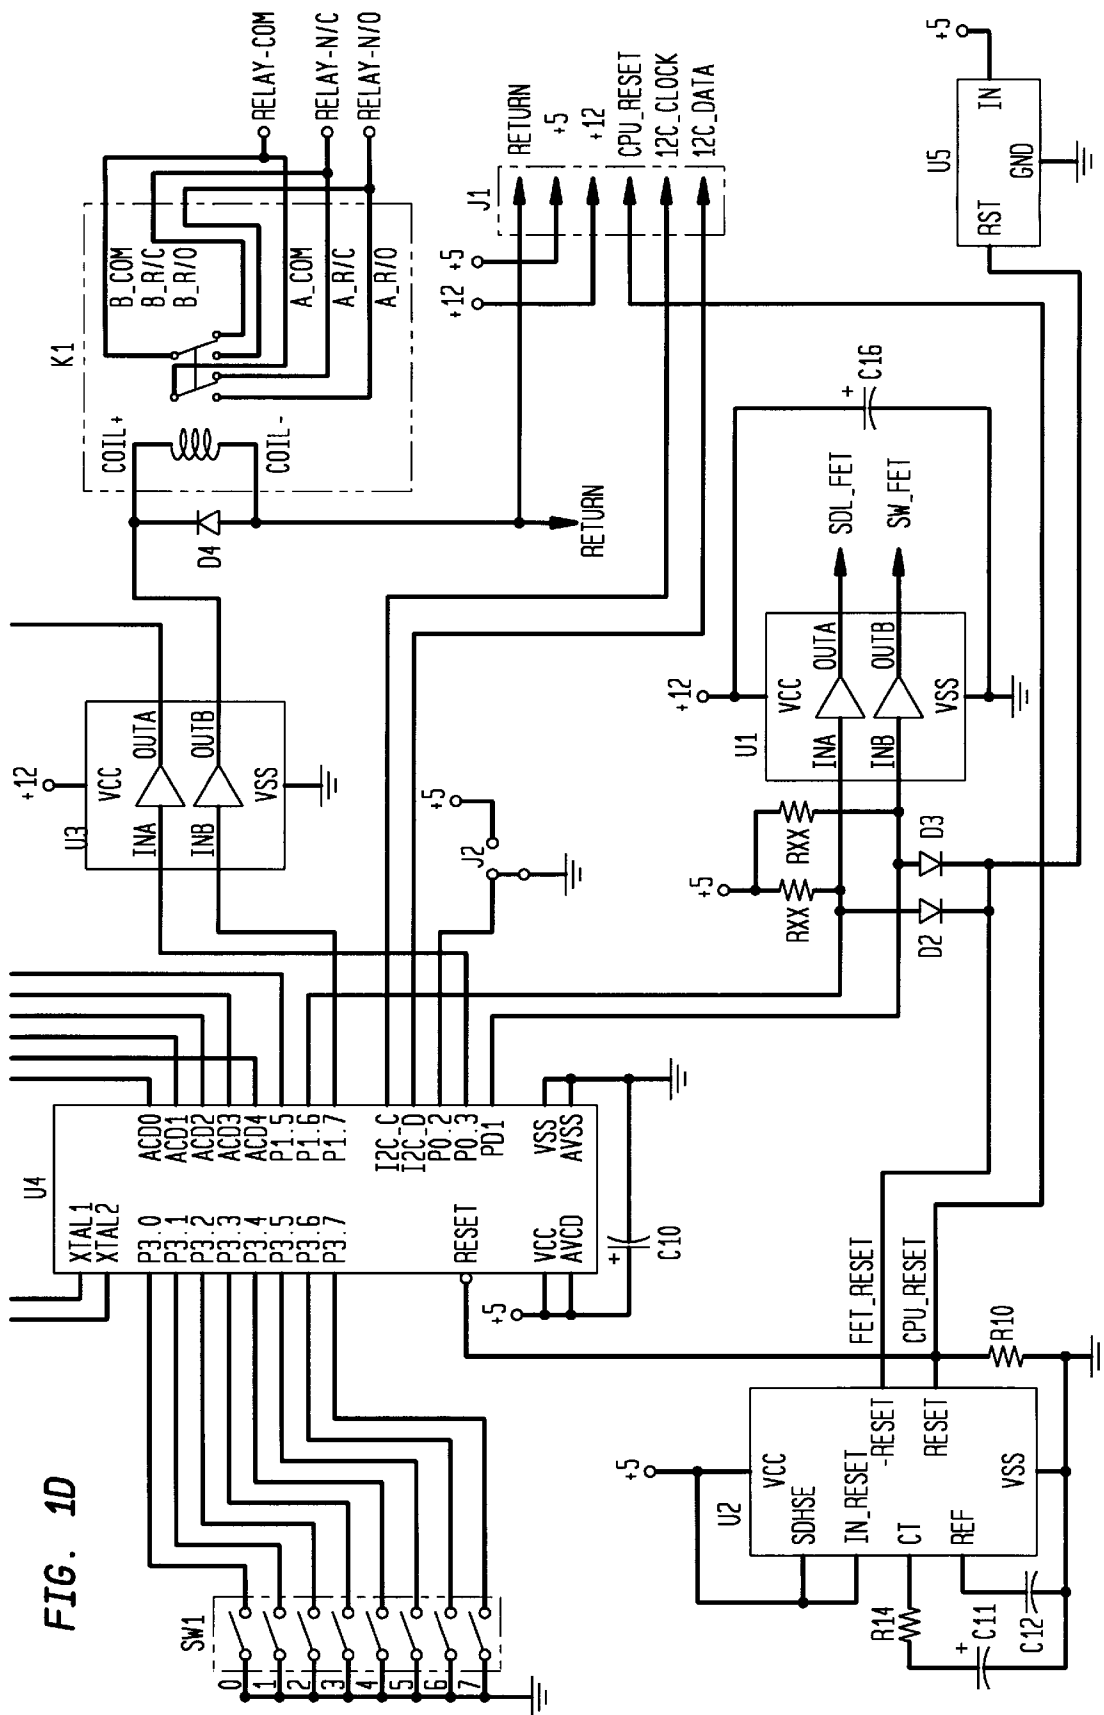 FIG. 1D
SW1
0
1
2
3
4
5
6
7
XTAL1
XTAL2
U4
P3.0
P3.1
P3.2
P3.3
P3.4
P3.5
P3.6
P3.7
RESET
VCC
AVCD
ACD0
ACD1
ACD2
ACD3
ACD4
P1.5
P1.6
P1.7
I2C_C
I2C_D
P0.2
P0.3
PD1
VSS
AVSS
+5
+
C10
+12
U3
VCC
INA
OUTA
INB
OUTB
VSS
J2
+5
D4
RETURN
K1
COIL+
COIL-
B_COM
B_R/C
B_R/O
A_COM
A_R/C
A_R/O
RELAY-COM
RELAY-N/C
RELAY-N/O
+12
+5
J1
RETURN
+5
+12
CPU_RESET
12C_CLOCK
12C_DATA
+5
U2
VCC
SDHSE
IN_RESET
CT
REF
-RESET
RESET
VSS
R14
+
C11
C12
FET_RESET
CPU_RESET
R10
+5
RXX
RXX
D2
D3
+12
U1
VCC
INA
OUTA
INB
OUTB
VSS
SDL_FET
SW_FET
+
C16
U5
RST
GND
IN
+5